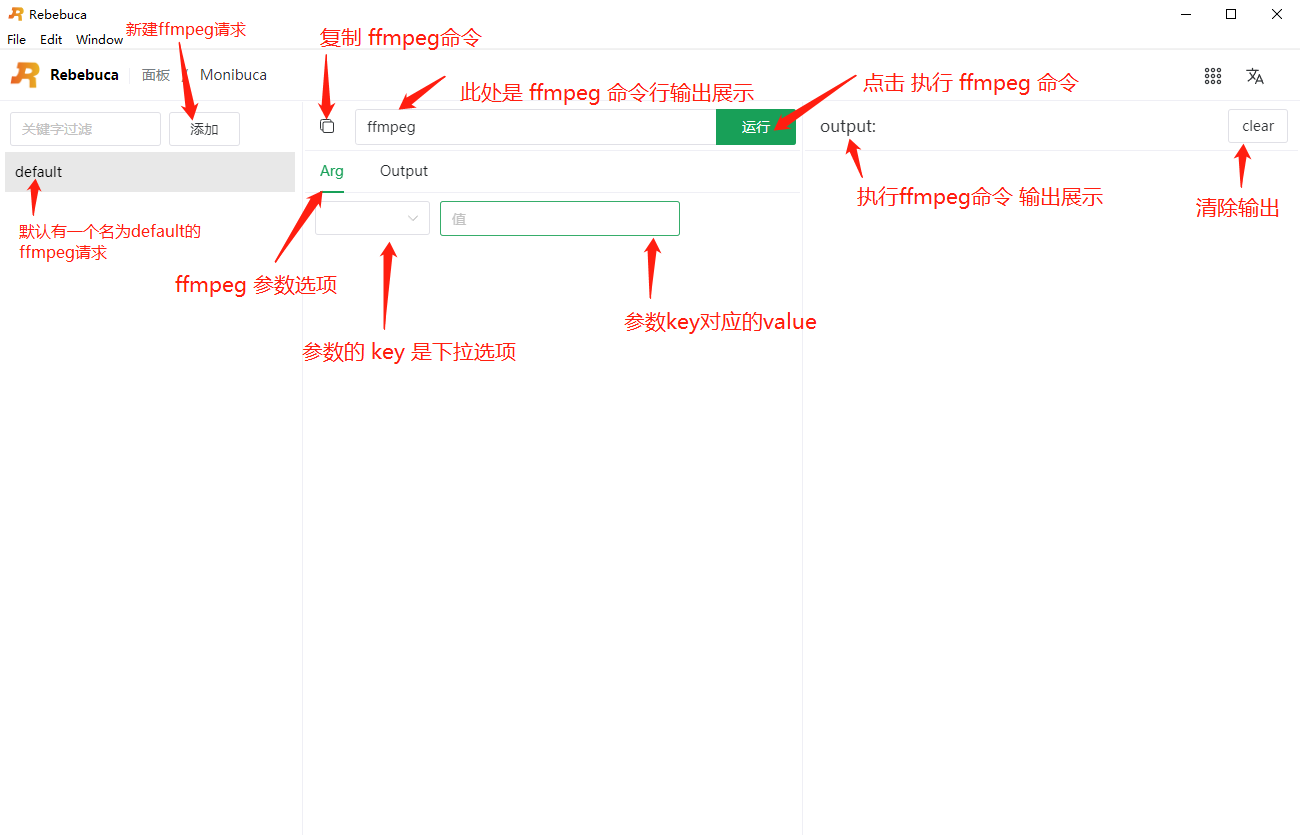 Rebebuca
File Edit Window
新建ffmpeg请求
复制 ffmpeg命令
Rebebuca 面板 / Monibuca
此处是 ffmpeg 命令行输出展示
点击 执行 ffmpeg 命令
关键字过滤 添加
ffmpeg 运行
output: clear
default
Arg Output
执行ffmpeg命令 输出展示
清除输出
值
默认有一个名为default的
ffmpeg请求
ffmpeg 参数选项
参数key对应的value
参数的 key 是下拉选项